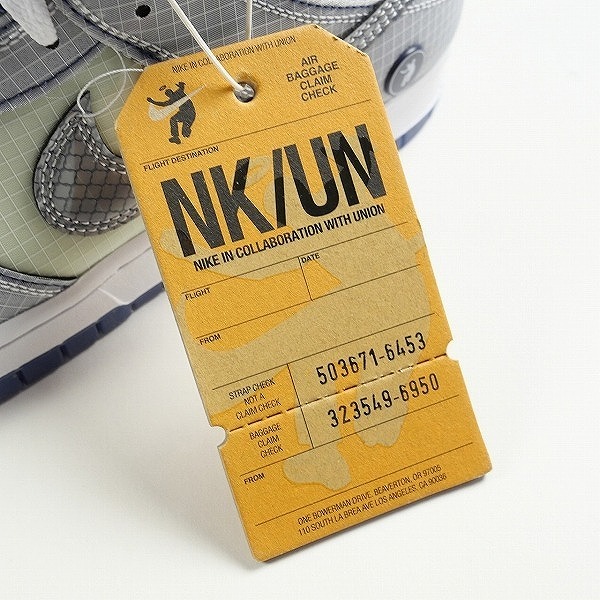 NIKE IN COLLABORATION WITH UNION
AIR
BAGGAGE
CLAIM
CHECK
FLIGHT DESTINATION
NK/UN
NIKE IN COLLABORATION WITH UNION
FLIGHT
DATE
FROM
STRAP CHECK
NOT A
CLAIM CHECK
503671-6453
BAGGAGE
CLAIM
CHECK
323549-6950
FROM
ONE BOWERMAN DRIVE, BEAVERTON, OR 97005
110 SOUTH LA BREA AVE LOS ANGELES, CA 90036